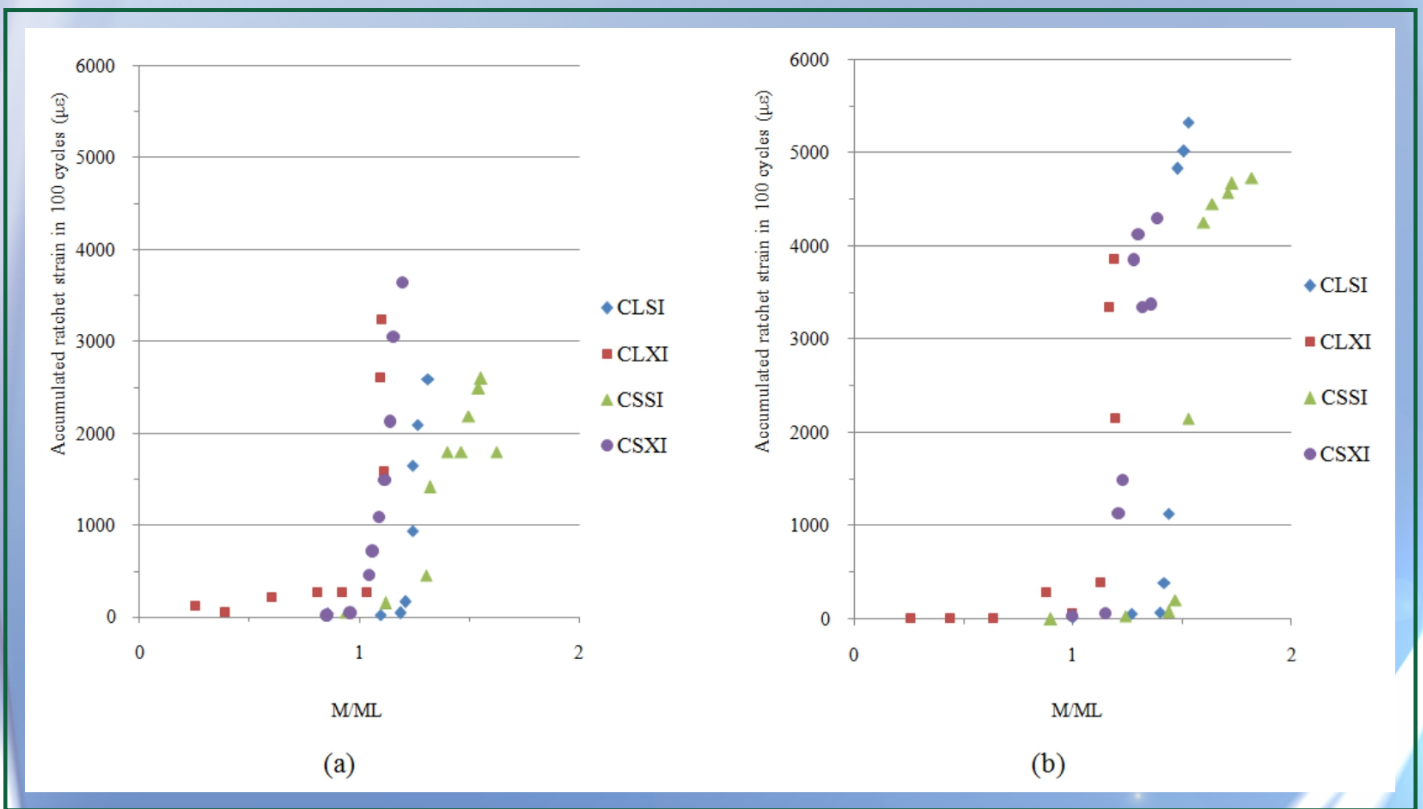 Accumulated ratchet strain in 100 cycles (με)
6000
5000
4000
3000
2000
1000
0
0
1
2
M/ML
CLSI
CLXI
CSSI
CSXI
(a)
Accumulated ratchet strain in 100 cycles (με)
6000
5000
4000
3000
2000
1000
0
0
1
2
M/ML
CLSI
CLXI
CSSI
CSXI
(b)